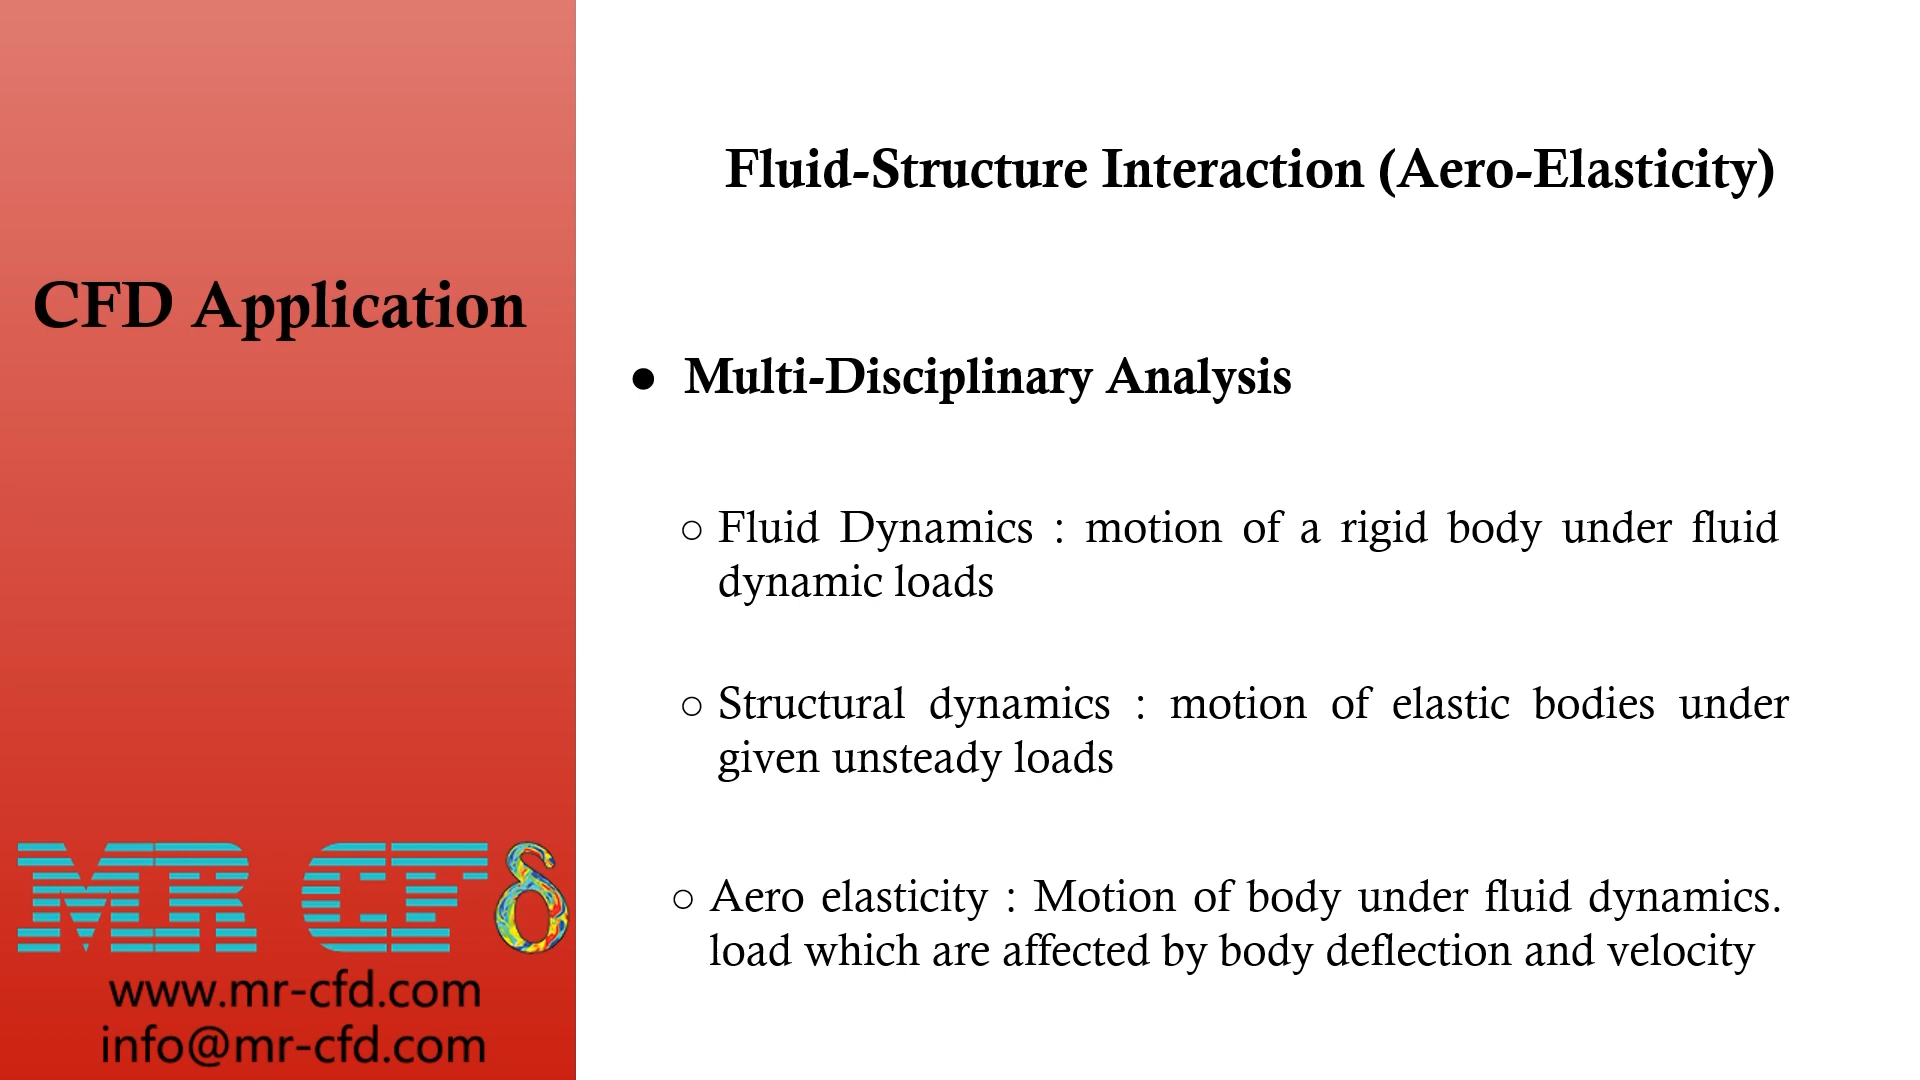 CFD Application
MR CFδ
www.mr-cfd.com
info@mr-cfd.com
Fluid-Structure Interaction (Aero-Elasticity)
● Multi-Disciplinary Analysis
○ Fluid Dynamics : motion of a rigid body under fluid
dynamic loads
○ Structural dynamics : motion of elastic bodies under
given unsteady loads
○ Aero elasticity : Motion of body under fluid dynamics.
load which are affected by body deflection and velocity